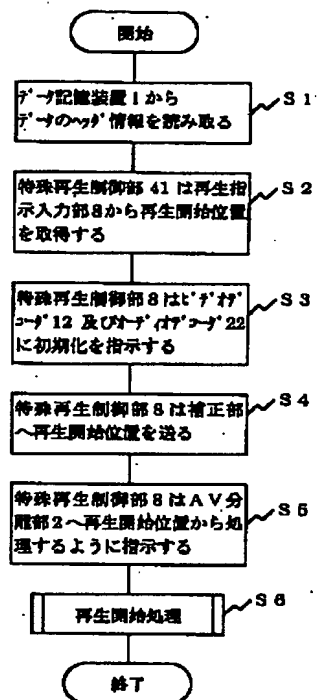 開始
データ記憶装置1から
データのヘッダ情報を読み取る
S1
特殊再生制御部41は再生指
示入力部8から再生開始位置
を取得する
S2
特殊再生制御部8はビデオデ
コーダ12 及びオーディオデコーダ22
に初期化を指示する
S3
特殊再生制御部8は補正部
へ再生開始位置を送る
S4
特殊再生制御部8はAV分
離部2へ再生開始位置から処
理するように指示する
S5
再生開始処理
S6
終了